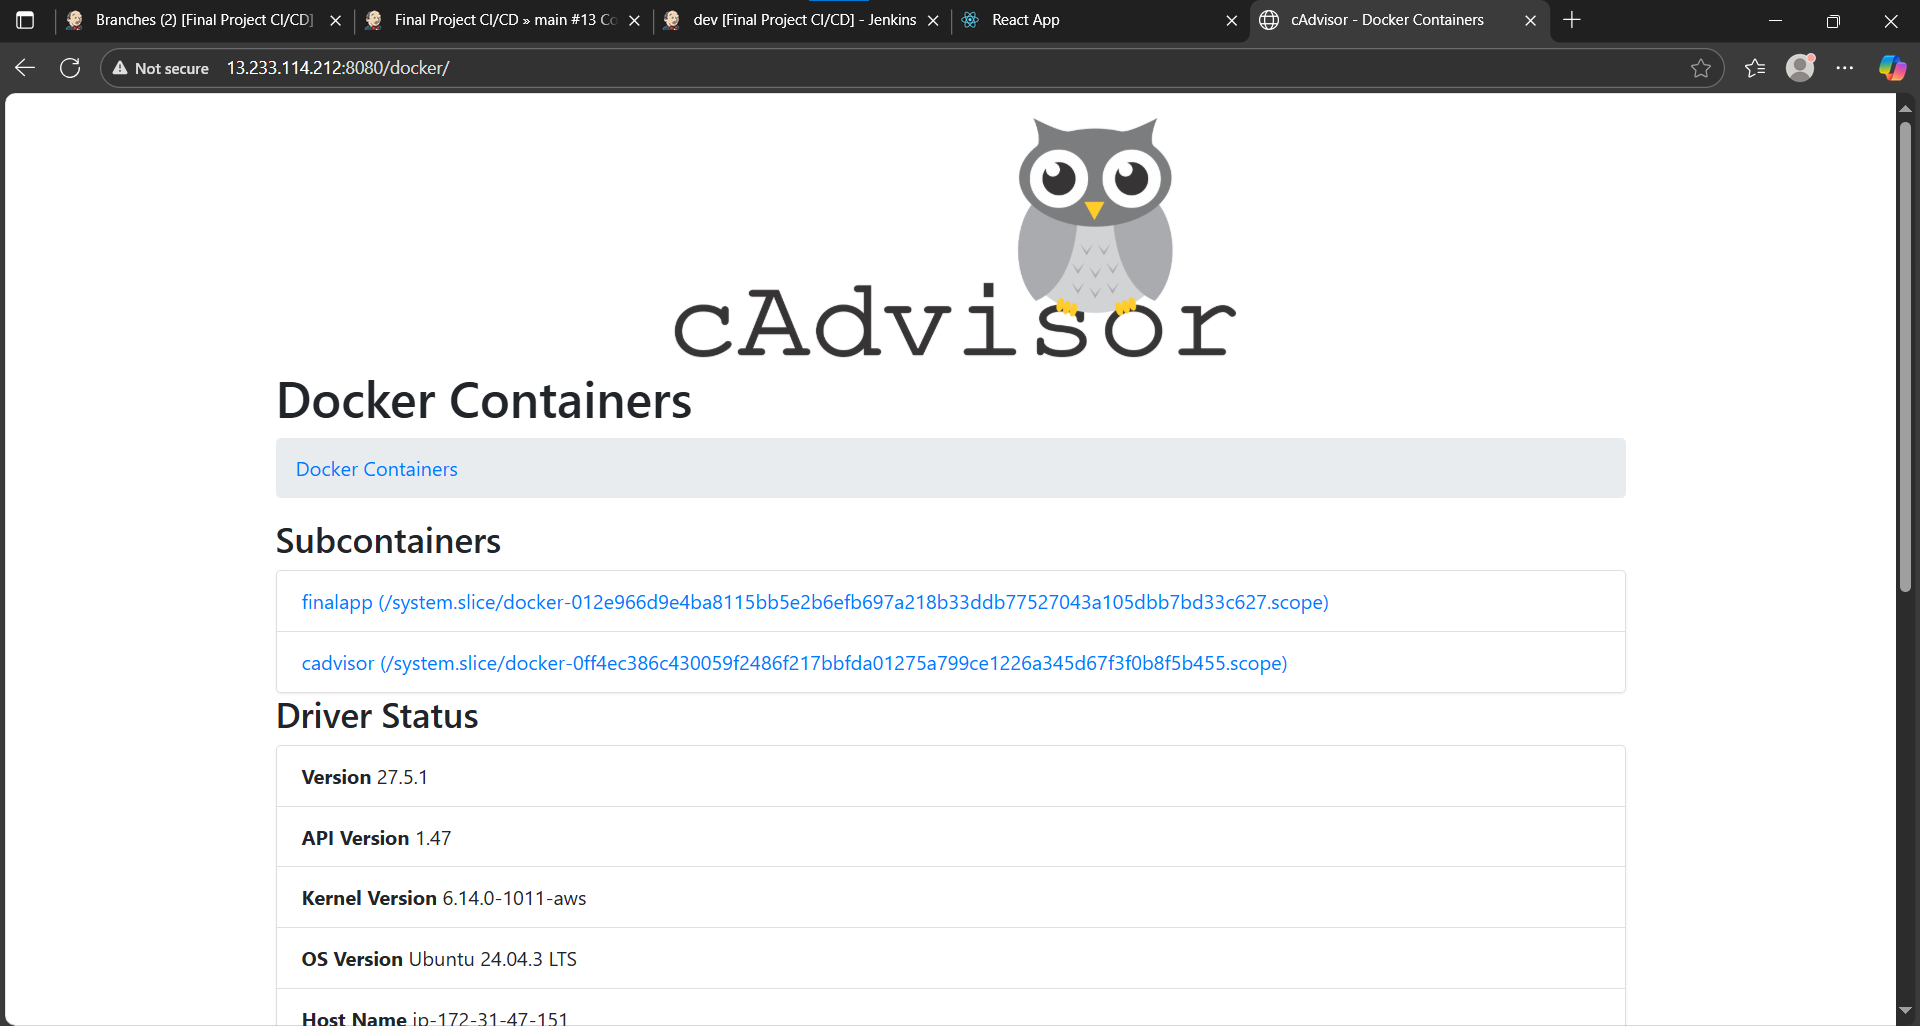 Branches (2) [Final Project CI/CD]
Final Project CI/CD » main #13 Co
dev [Final Project CI/CD] - Jenkins
React App
cAdvisor - Docker Containers
Not secure 13.233.114.212:8080/docker/
cAdvisor
Docker Containers
Docker Containers
Subcontainers
finalapp (/system.slice/docker-012e966d9e4ba8115bb5e2b6efb697a218b33ddb77527043a105dbb7bd33c627.scope)
cadvisor (/system.slice/docker-0ff4ec386c430059f2486f217bbfda01275a799ce1226a345d67f3f0b8f5b455.scope)
Driver Status
Version 27.5.1
API Version 1.47
Kernel Version 6.14.0-1011-aws
OS Version Ubuntu 24.04.3 LTS
Host Name ip-172-31-47-151